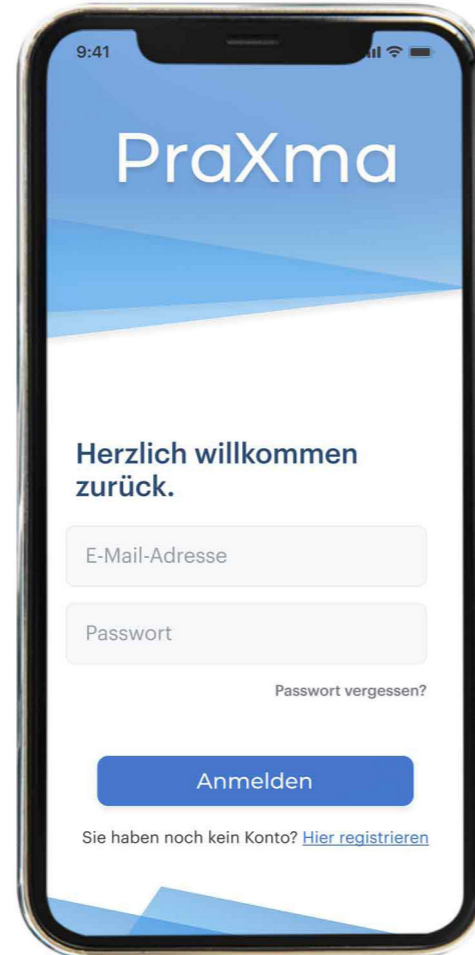 9:41
PraXma
Herzlich willkommen
zurück.
E-Mail-Adresse
Passwort
Passwort vergessen?
Anmelden
Sie haben noch kein Konto? Hier registrieren